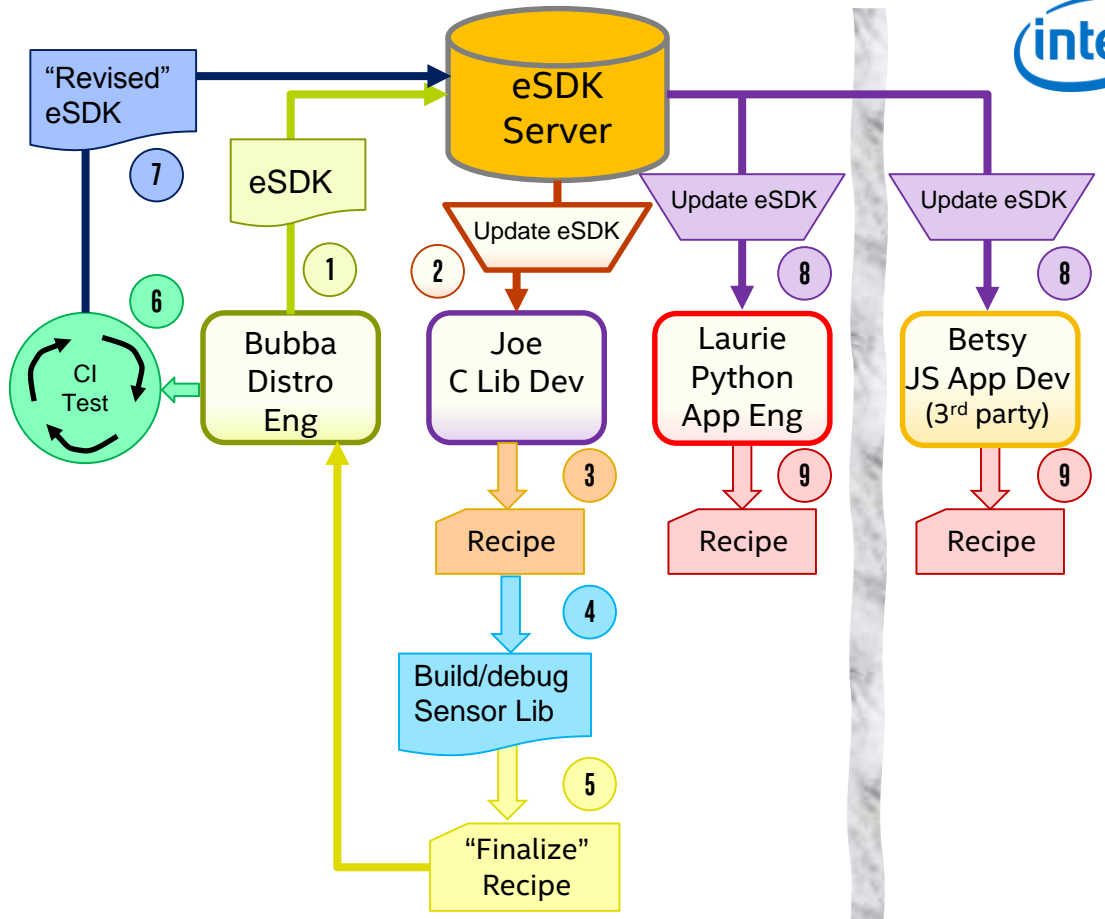 inte
"Revised"
eSDK
7
eSDK
Server
eSDK
1
Update eSDK
2
Update eSDK
8
Update eSDK
8
6
CI
Test
Bubba
Distro
Eng
Joe
C Lib Dev
Laurie
Python
App Eng
Betsy
JS App Dev
(3rd party)
3
9
9
Recipe
Recipe
Recipe
4
Build/debug
Sensor Lib
5
"Finalize"
Recipe